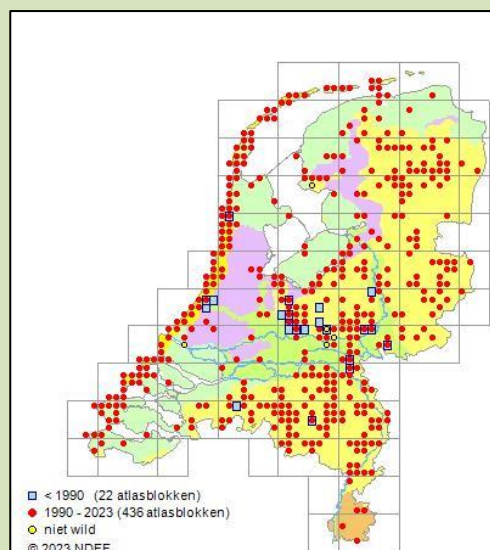 < 1990 (22 atlasblokken)
1990 - 2023 (436 atlasblokken)
niet wild
© 2023 NDFF